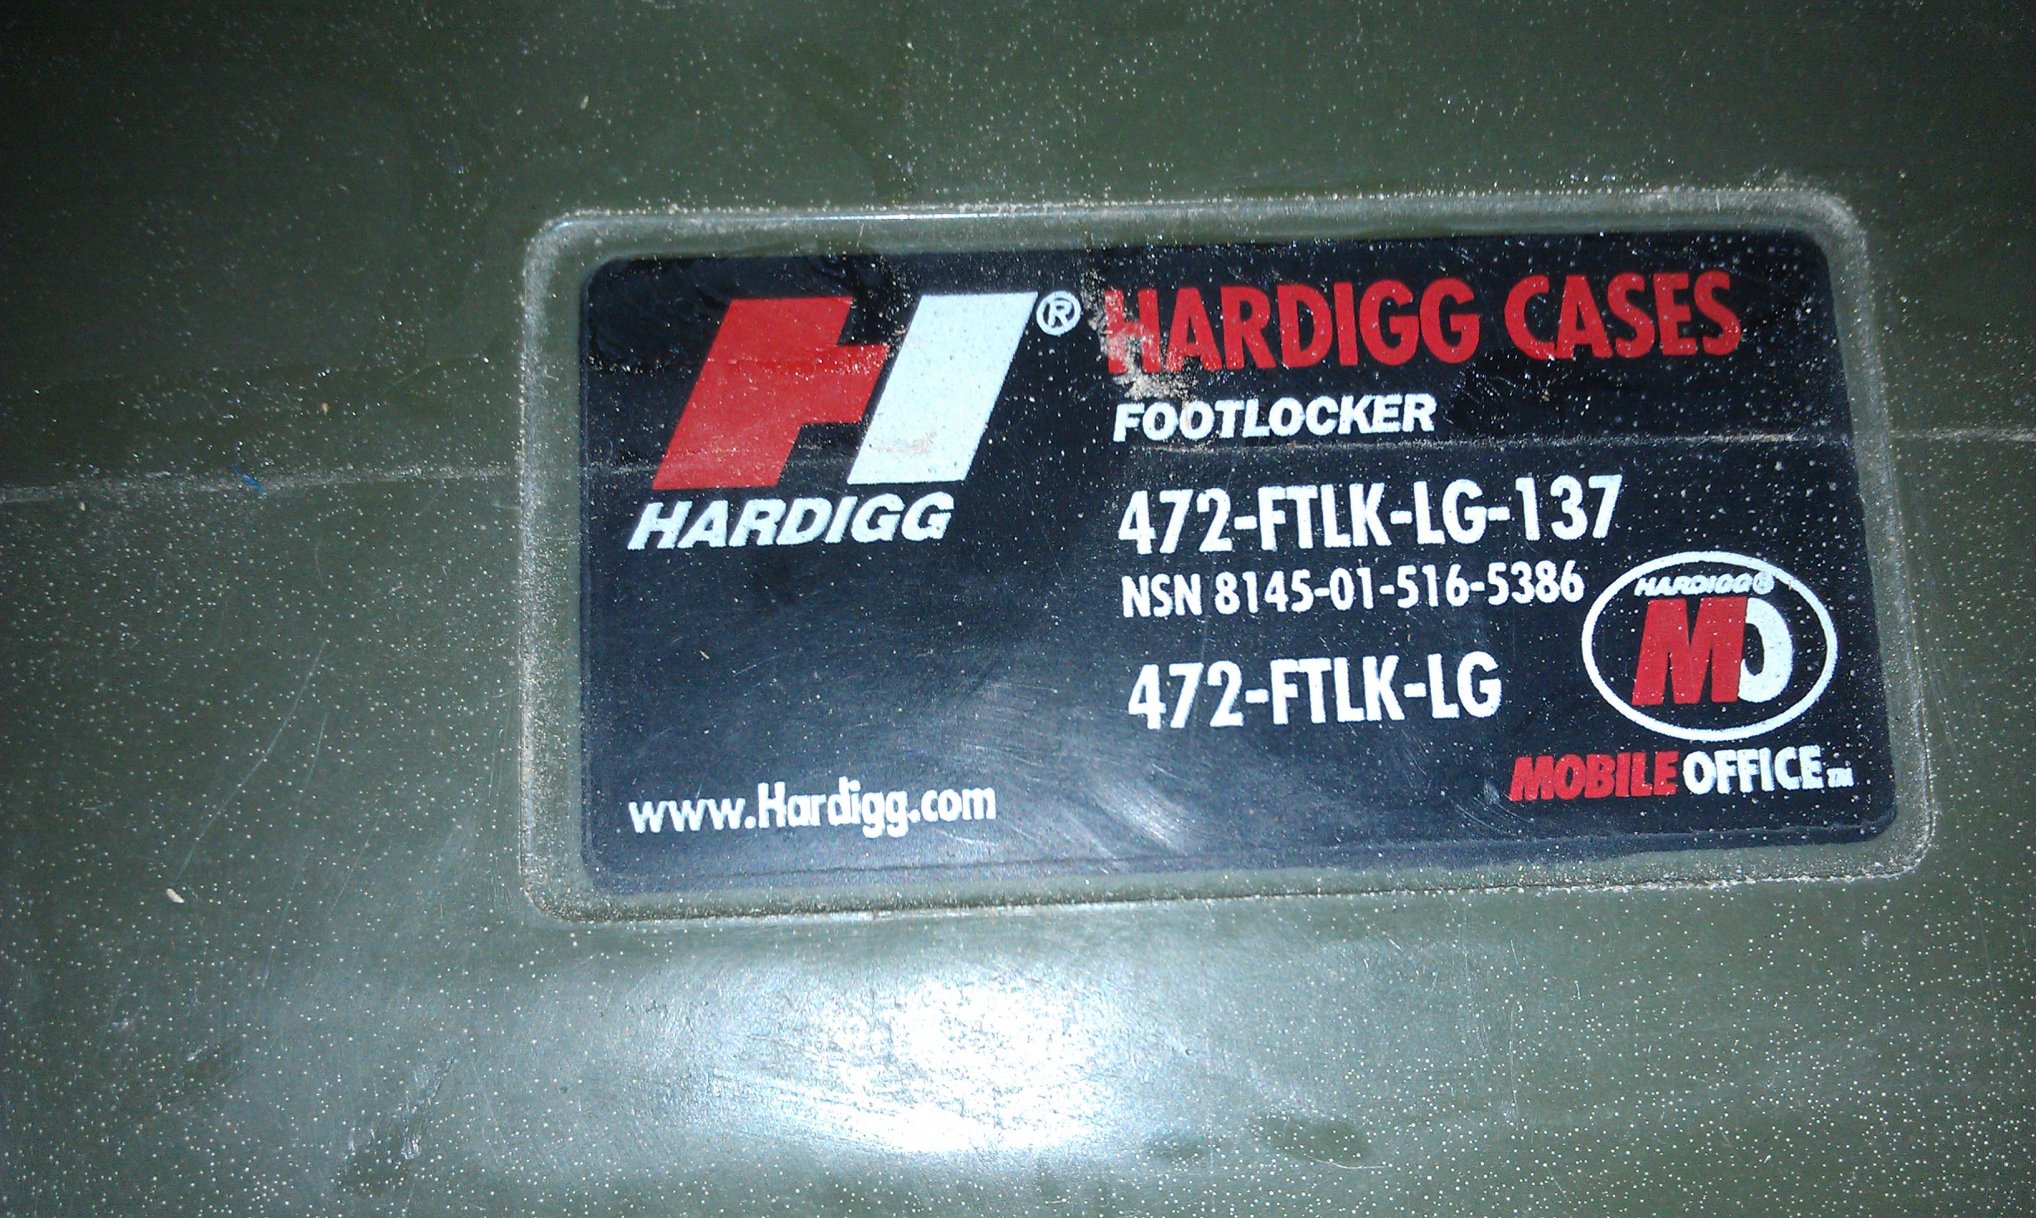 HARDIGG CASES
FOOTLOCKER
HARDIGG
®
472-FTLK-LG-137
NSN 8145-01-516-5386
HARDIGG®
MO
472-FTLK-LG
MOBILE OFFICE™
www.Hardigg.com